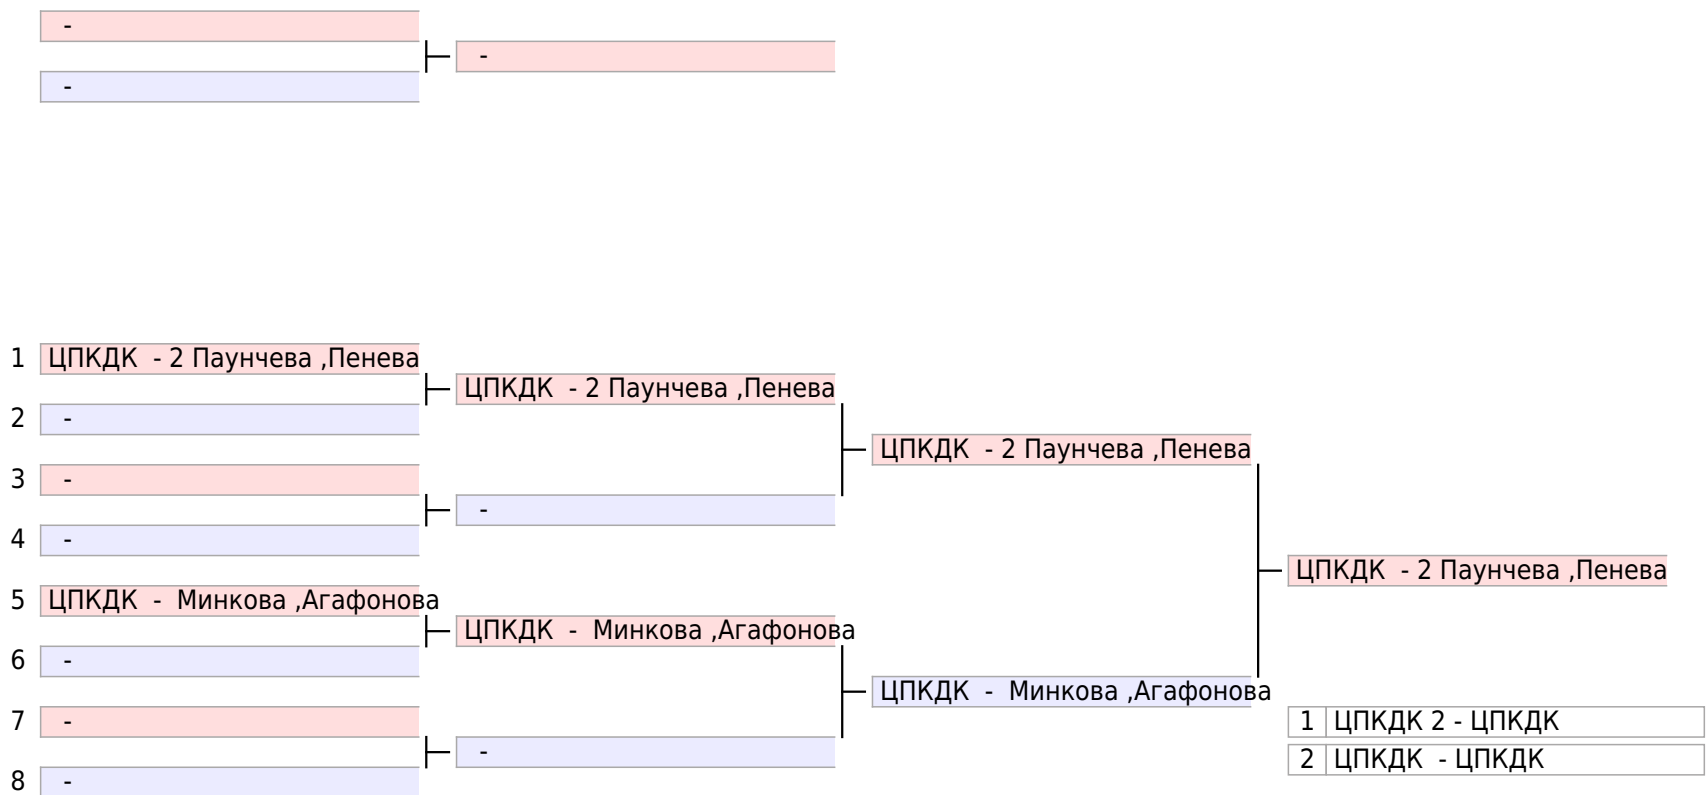 -
-
-
1 ЦПКДК - 2 Паунчева ,Пенева
ЦПКДК - 2 Паунчева ,Пенева
2 -
ЦПКДК - 2 Паунчева ,Пенева
3 -
-
4 -
ЦПКДК - 2 Паунчева ,Пенева
5 ЦПКДК - Минкова ,Агафонова
ЦПКДК - Минкова ,Агафонова
6 -
ЦПКДК - Минкова ,Агафонова
7 -
1 ЦПКДК 2 - ЦПКДК
-
2 ЦПКДК - ЦПКДК
8 -